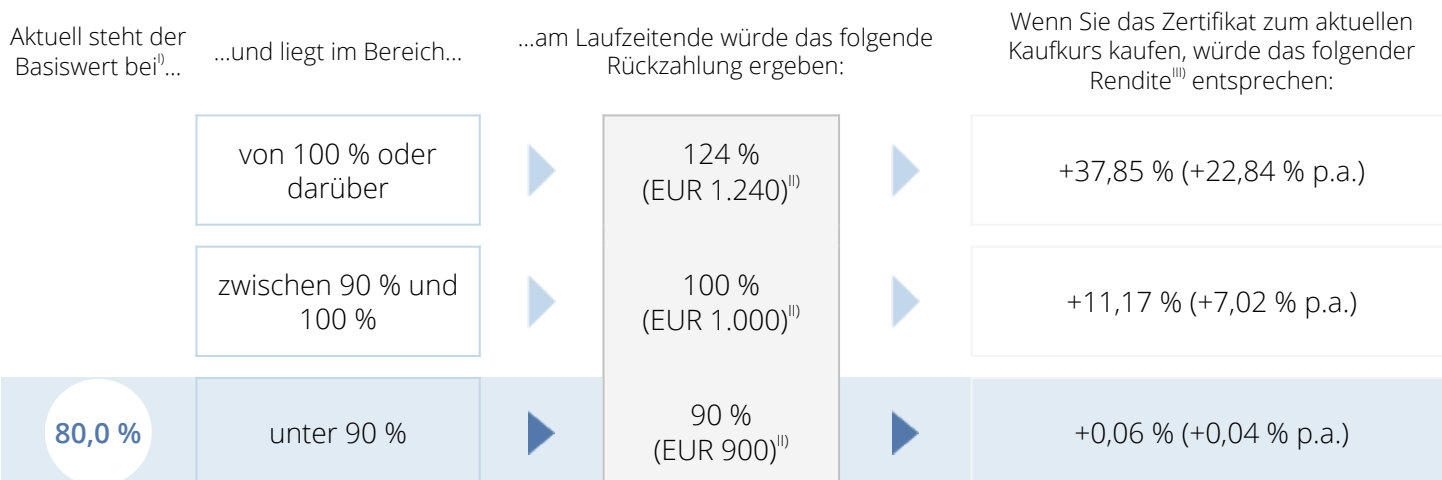 Aktuell steht der
Basiswert bei^I)...
...und liegt im Bereich...
...am Laufzeitende würde das folgende
Rückzahlung ergeben:
Wenn Sie das Zertifikat zum aktuellen
Kaufkurs kaufen, würde das folgender
Rendite^III) entsprechen:
von 100 % oder
darüber
124 %
(EUR 1.240)^II)
+37,85 % (+22,84 % p.a.)
zwischen 90 % und
100 %
100 %
(EUR 1.000)^II)
+11,17 % (+7,02 % p.a.)
80,0 %
unter 90 %
90 %
(EUR 900)^II)
+0,06 % (+0,04 % p.a.)